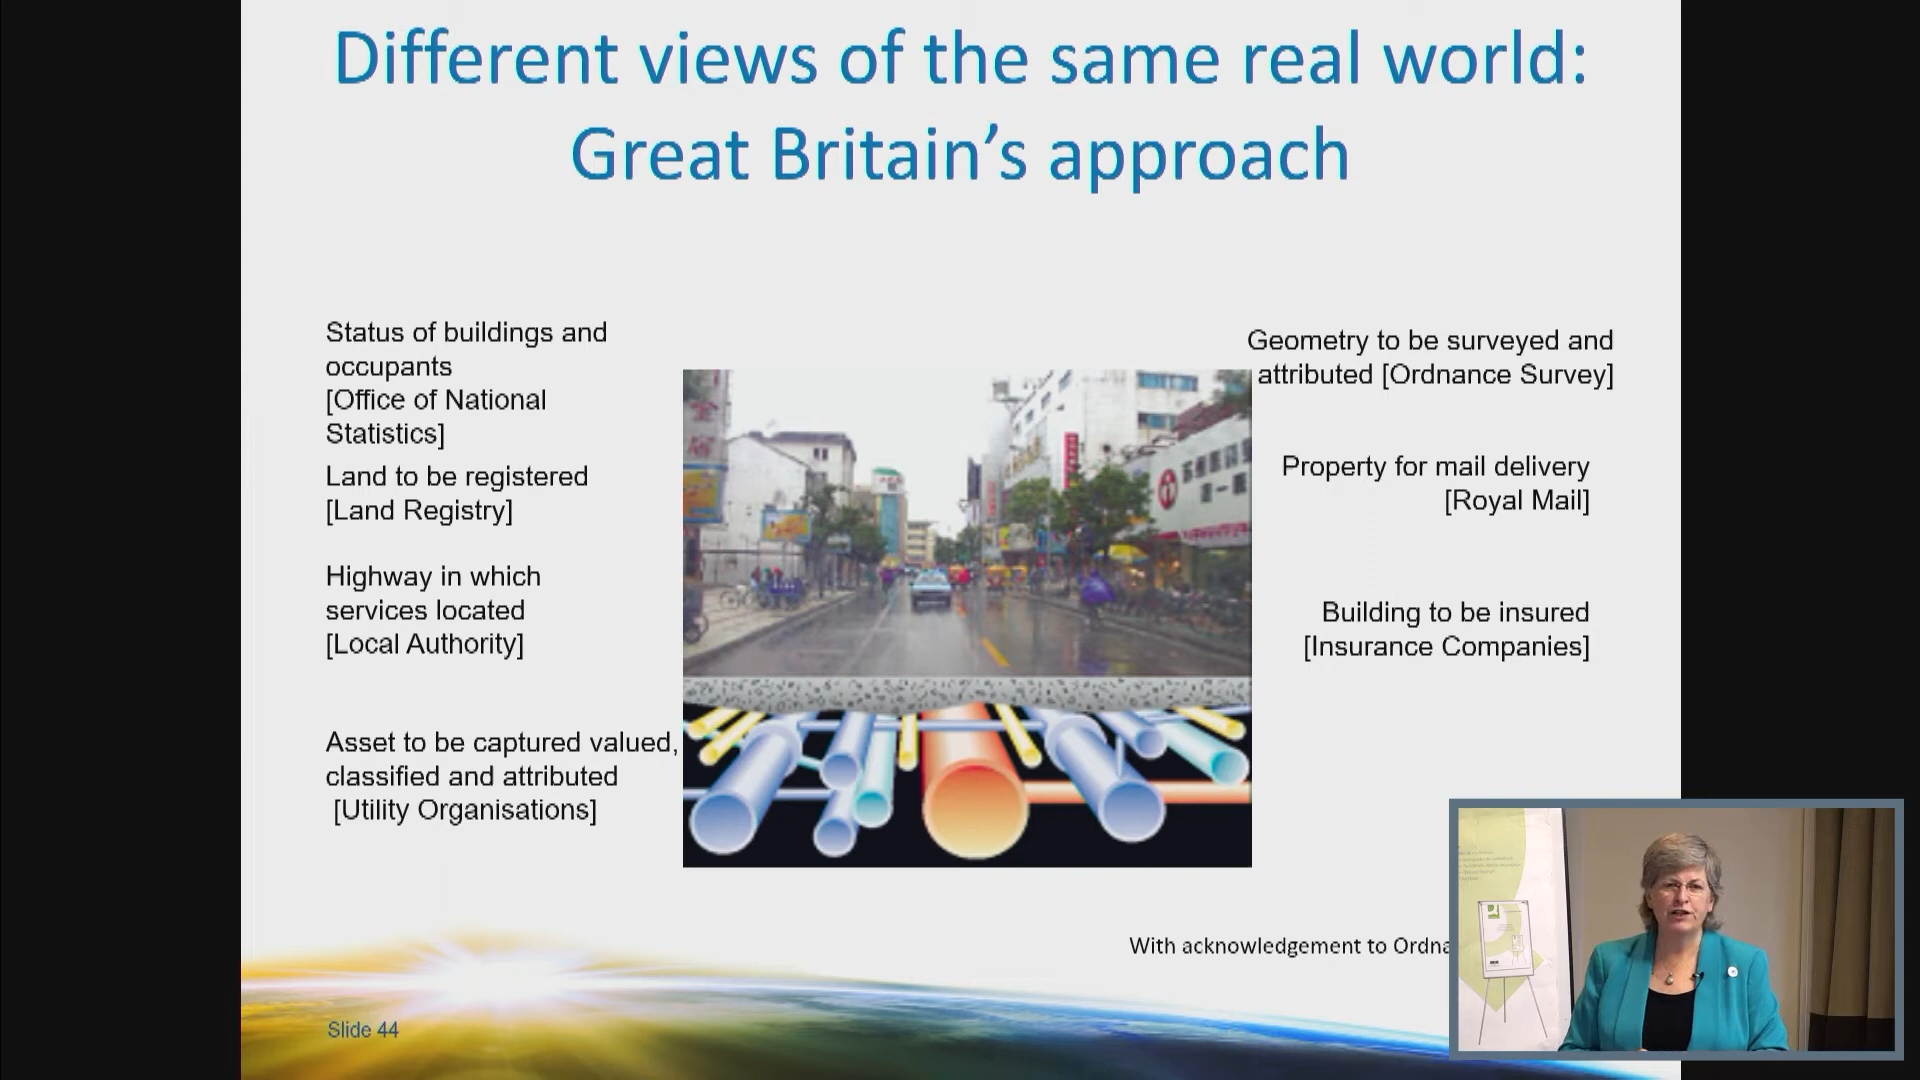 Different views of the same real world:
Great Britain's approach
Status of buildings and
occupants
[Office of National
Statistics]
Land to be registered
[Land Registry]
Highway in which
services located
[Local Authority]
Asset to be captured valued,
classified and attributed
[Utility Organisations]
Geometry to be surveyed and
attributed [Ordnance Survey]
Property for mail delivery
[Royal Mail]
Building to be insured
[Insurance Companies]
With acknowledgement to Ordna
Slide 44